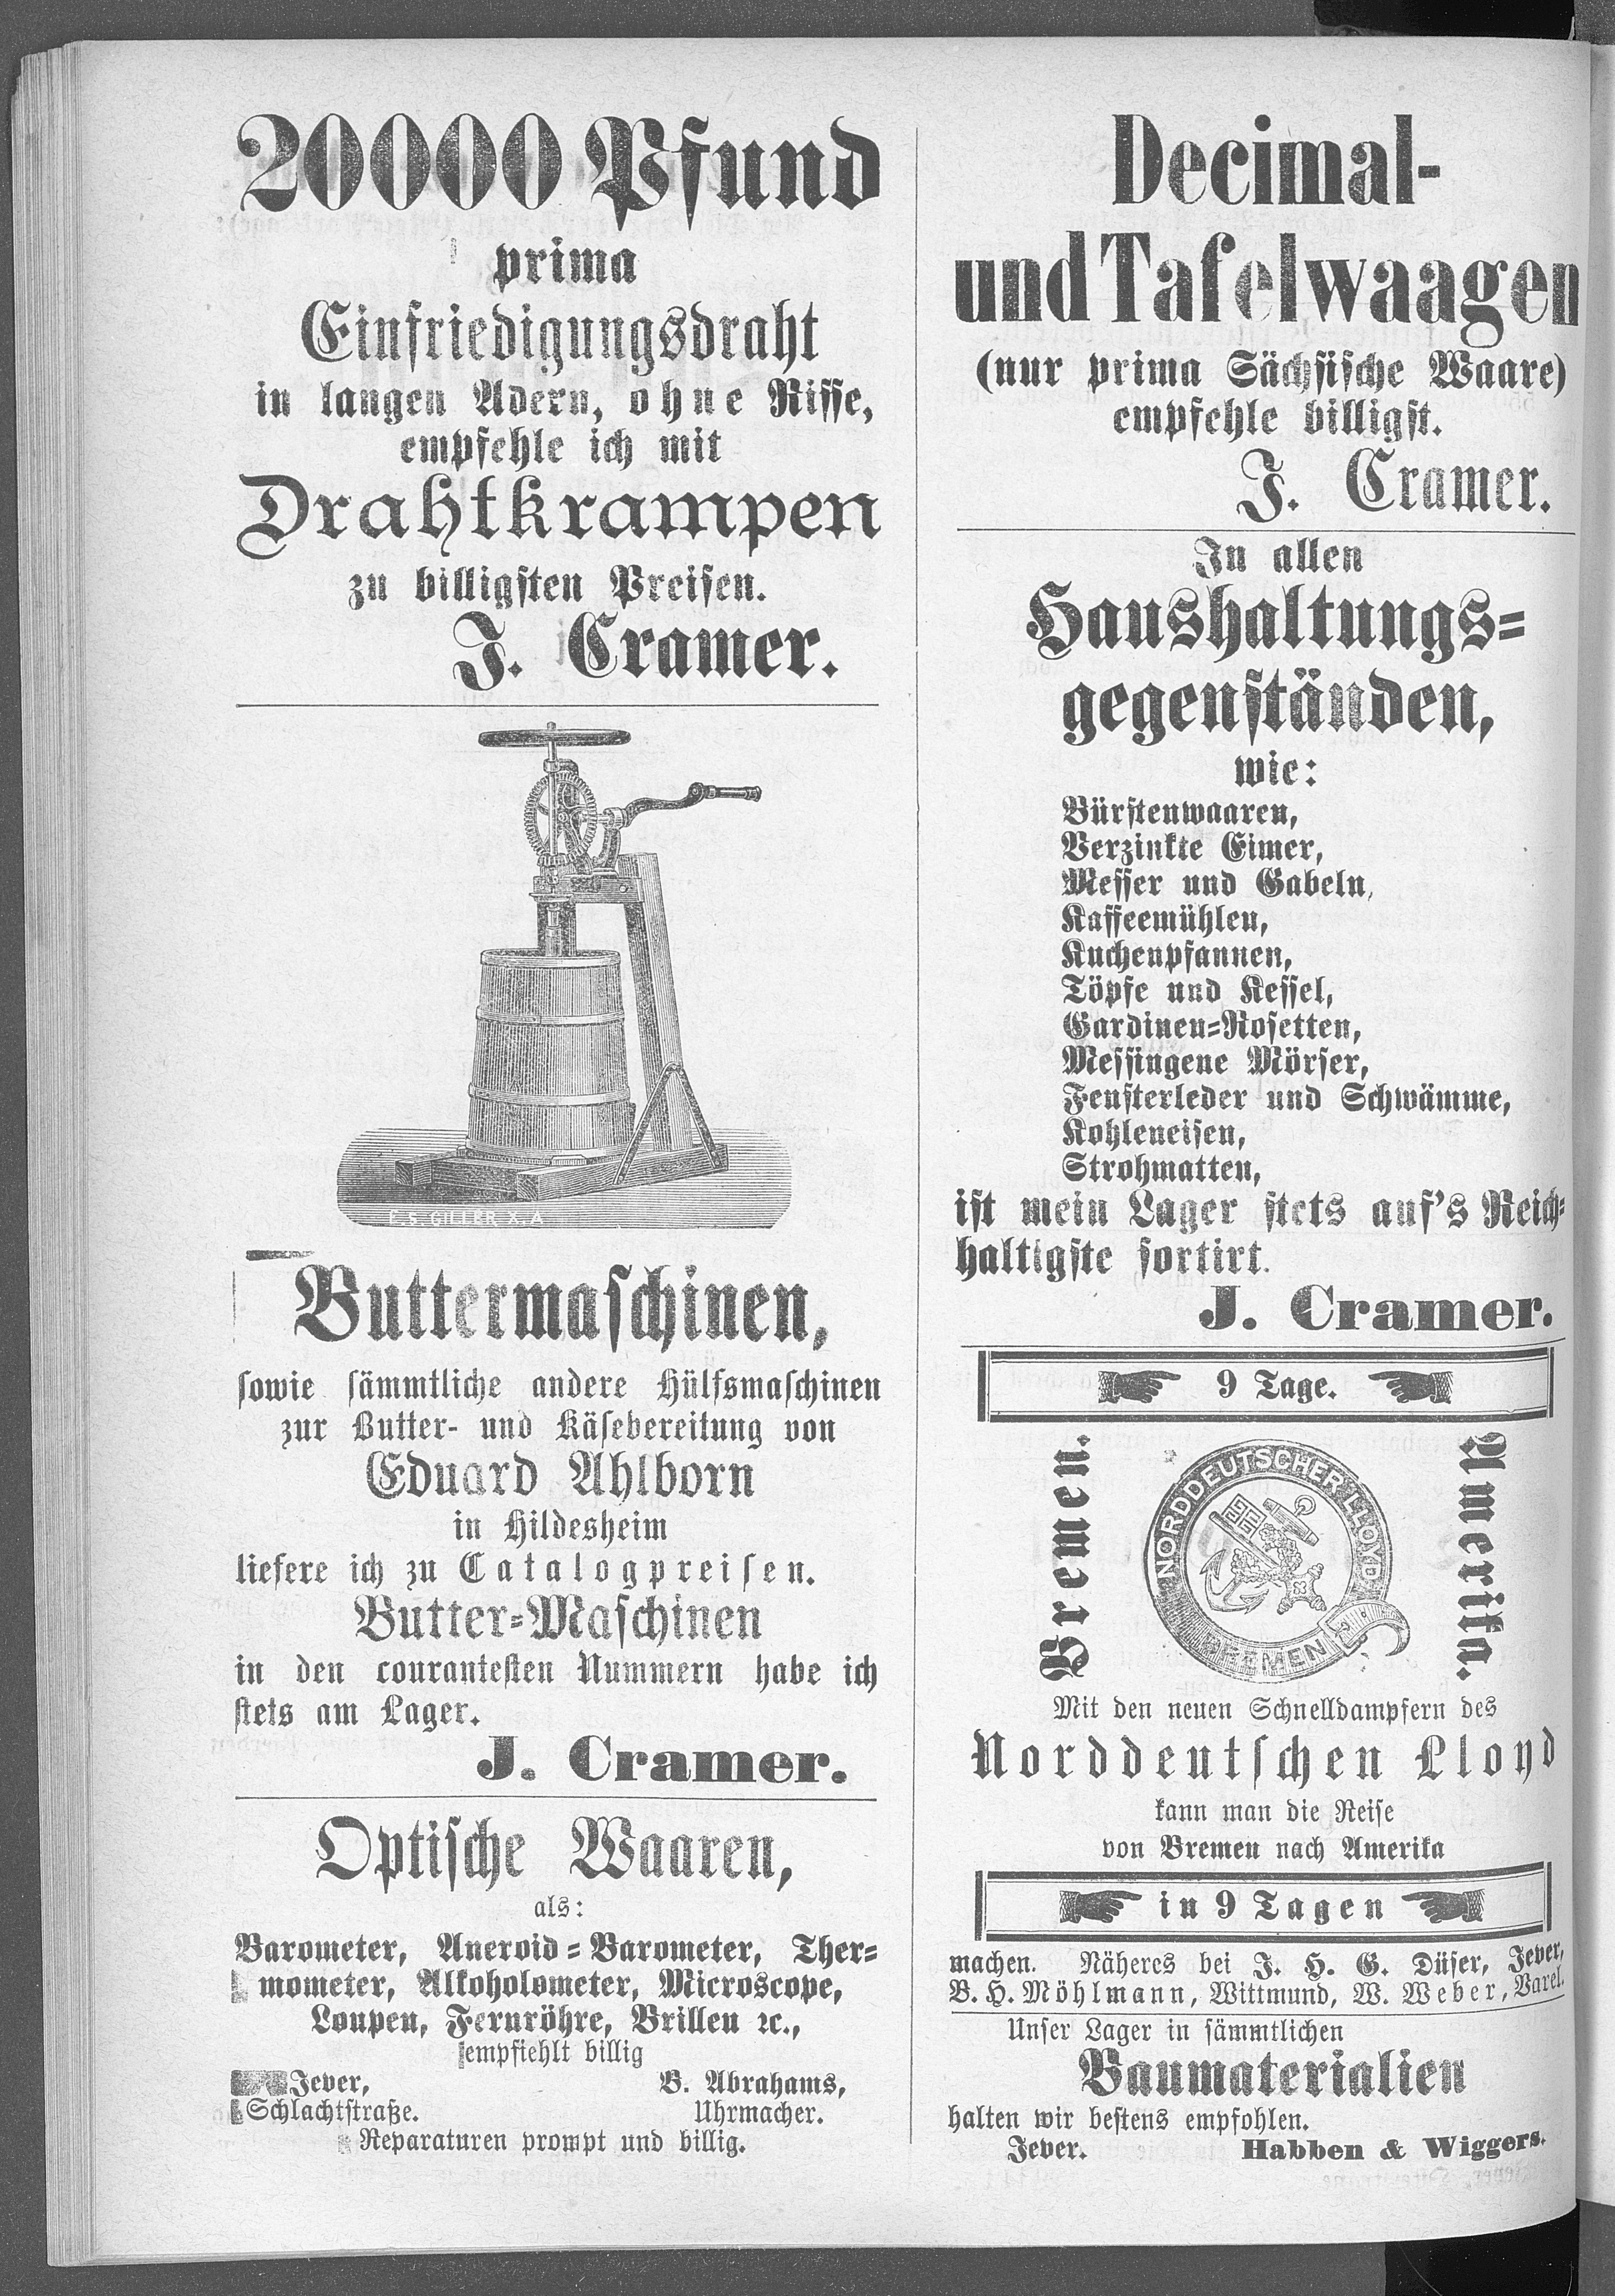 20000 Pfund
prima
Einfriedigungsdraht
in langen Adern, ohne Risse,
empfehle ich mit
Drahtkrampen
zu billigsten Preisen.
J. Cramer.
Buttermaschinen,
sowie sämmtliche andere Hülfsmaschinen
zur Butter- und Käsebereitung von
Eduard Ahlborn
in Hildesheim
liefere ich zu Catalogpreisen.
Butter-Maschinen
in den courantesten Nummern habe ich
stets am Lager.
J. Cramer.
Optische Waaren,
als:
Barometer, Aneroid-Barometer, Ther-
mometer, Alkoholometer, Microscope,
Loupen, Fernröhre, Brillen ꝛc.,
empfiehlt billig
Jever, B. Abrahams,
Schlachtstraße. Uhrmacher.
Reparaturen prompt und billig.
Decimal-
und Tafelwaagen
(nur prima Sächsische Waare)
empfehle billigst.
J. Cramer.
In allen
Haushaltungs-
gegenständen,
wie:
Bürstenwaaren,
Verzinkte Eimer,
Messer und Gabeln,
Kaffeemühlen,
Kuchenpfannen,
Töpfe und Kessel,
Gardinen-Rosetten,
Messingene Mörser,
Fensterleder und Schwämme,
Kohleneisen,
Strohmatten,
ist mein Lager stets auf's Reich-
haltigste sortirt.
J. Cramer.
9 Tage.
Bremen.
NORDDEUTSCHER LLOYD
BREMEN
Amerika.
Mit den neuen Schnelldampfern des
Norddeutschen Lloyd
kann man die Reise
von Bremen nach Amerika
in 9 Tagen
machen. Näheres bei J. H. G. Düser, Jever,
B. H. Möhlmann, Wittmund, W. Weber, Varel.
Unser Lager in sämmtlichen
Baumaterialien
halten wir bestens empfohlen.
Jever. Habben & Wiggers.